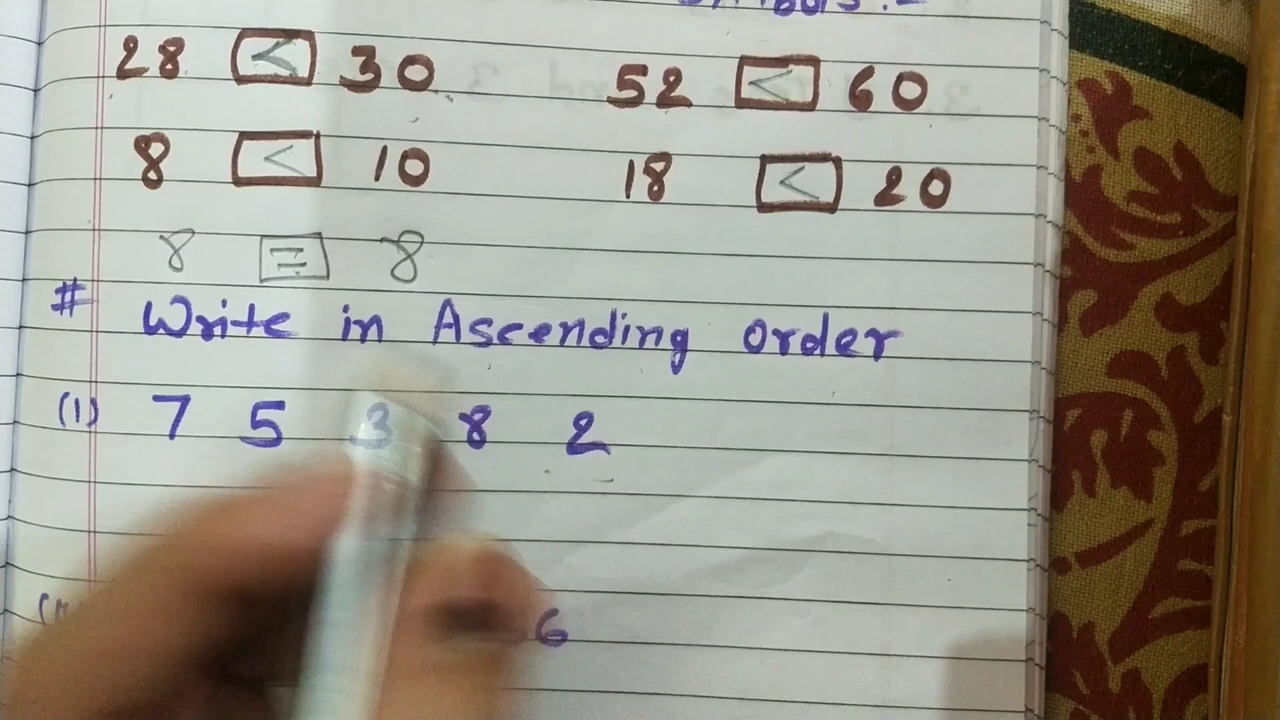 28 < 30 52 < 60
8 < 10 18 < 20
8 = 8
# Write in Ascending order
(1) 7 5 3 8 2
6